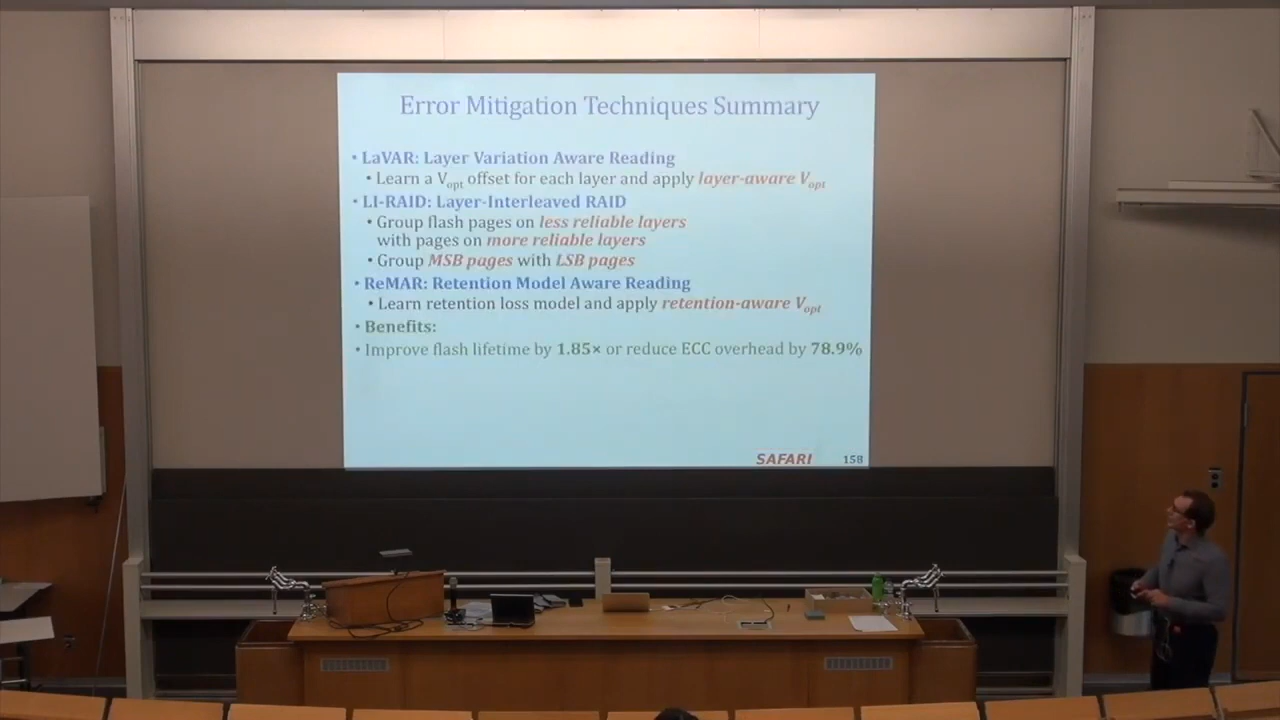 Error Mitigation Techniques Summary
• LaVAR: Layer Variation Aware Reading
• Learn a Vopt offset for each layer and apply layer-aware Vopt
• LI-RAID: Layer-Interleaved RAID
• Group flash pages on less reliable layers
with pages on more reliable layers
• Group MSB pages with LSB pages
• ReMAR: Retention Model Aware Reading
• Learn retention loss model and apply retention-aware Vopt
• Benefits:
• Improve flash lifetime by 1.85× or reduce ECC overhead by 78.9%
SAFARI 158